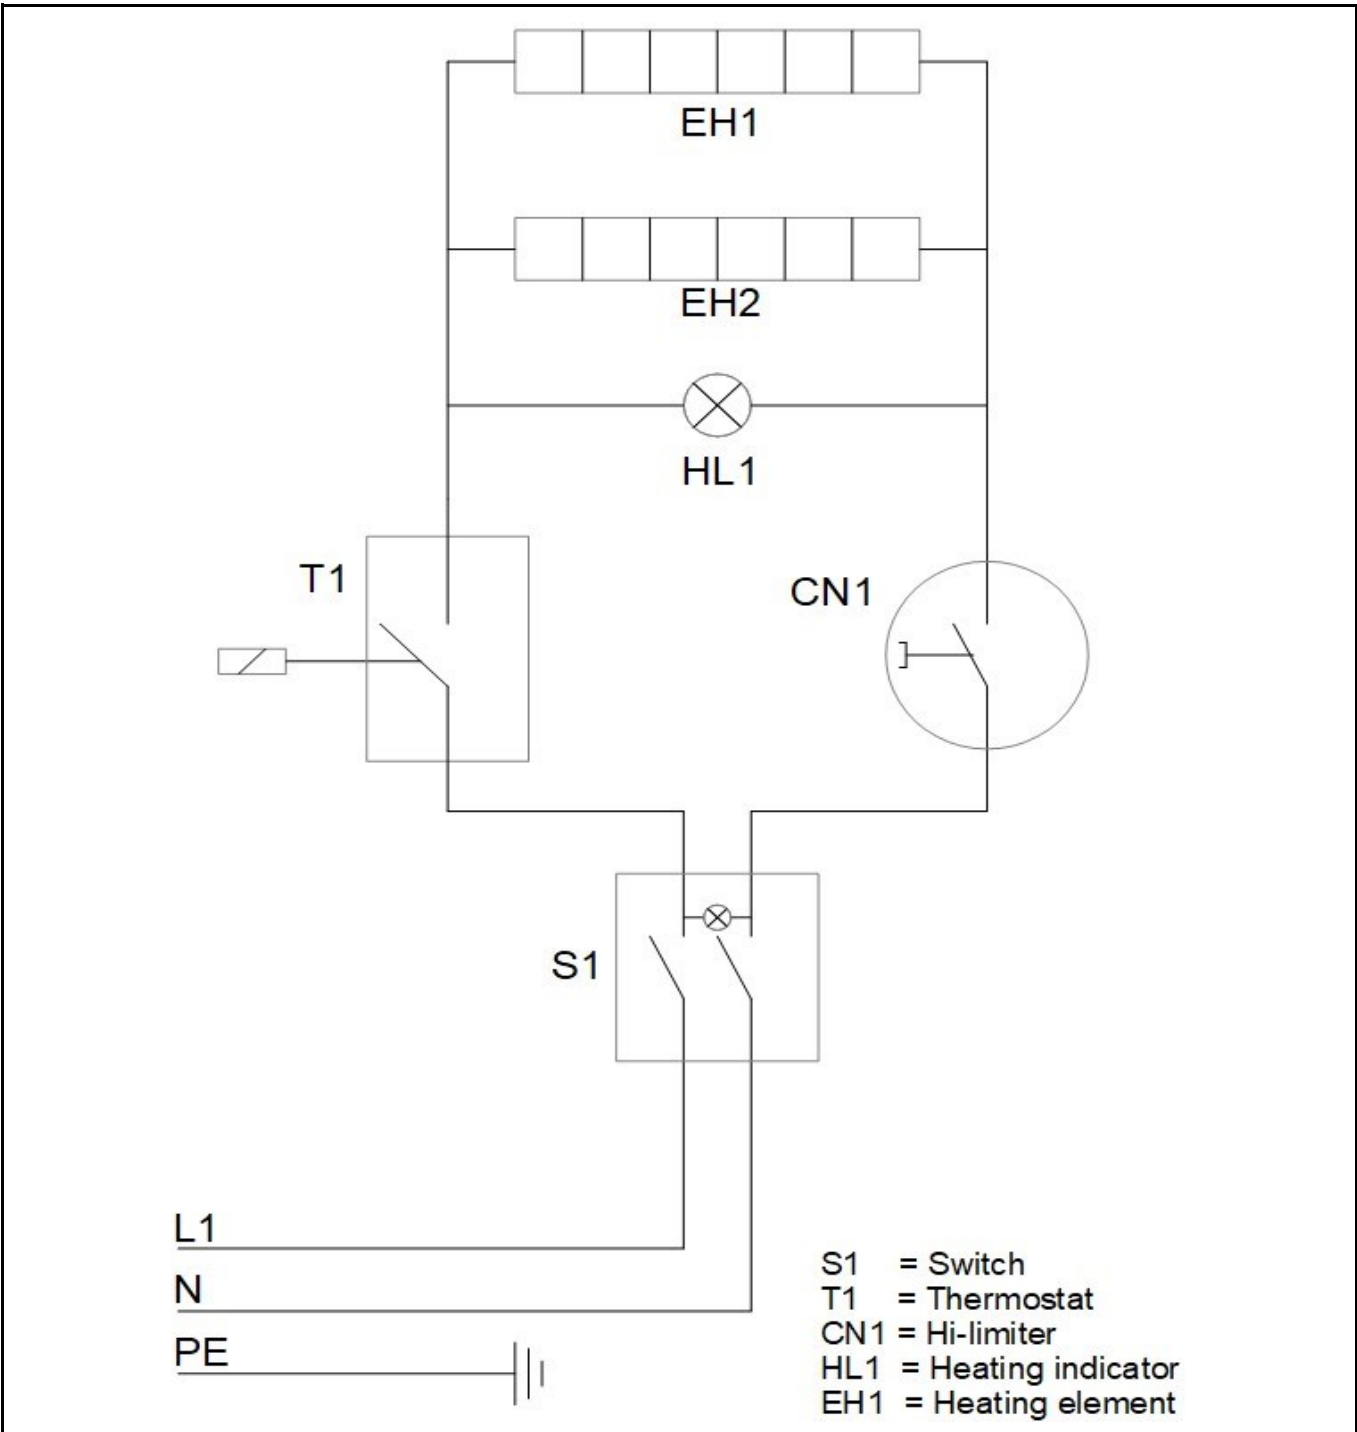 EH1
EH2
HL1
T1
CN1
S1
L1
N
PE
S1 = Switch
T1 = Thermostat
CN1 = Hi-limiter
HL1 = Heating indicator
EH1 = Heating element